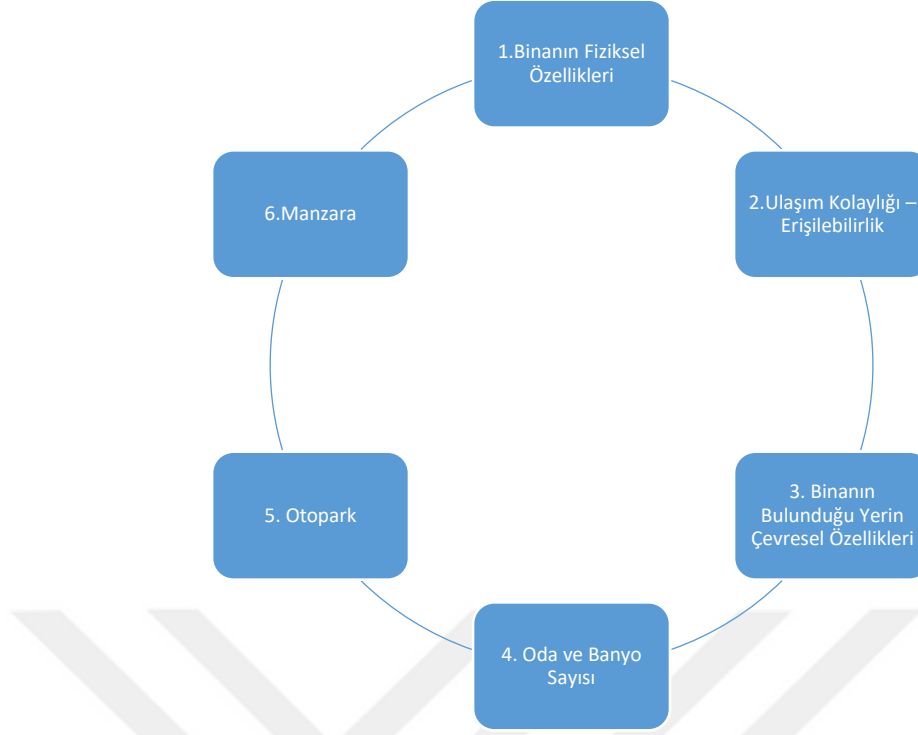 1.Binanın Fiziksel
Özellikleri
2.Ulaşım Kolaylığı –
Erişilebilirlik
3. Binanın
Bulunduğu Yerin
Çevresel Özellikleri
4. Oda ve Banyo
Sayısı
5. Otopark
6.Manzara